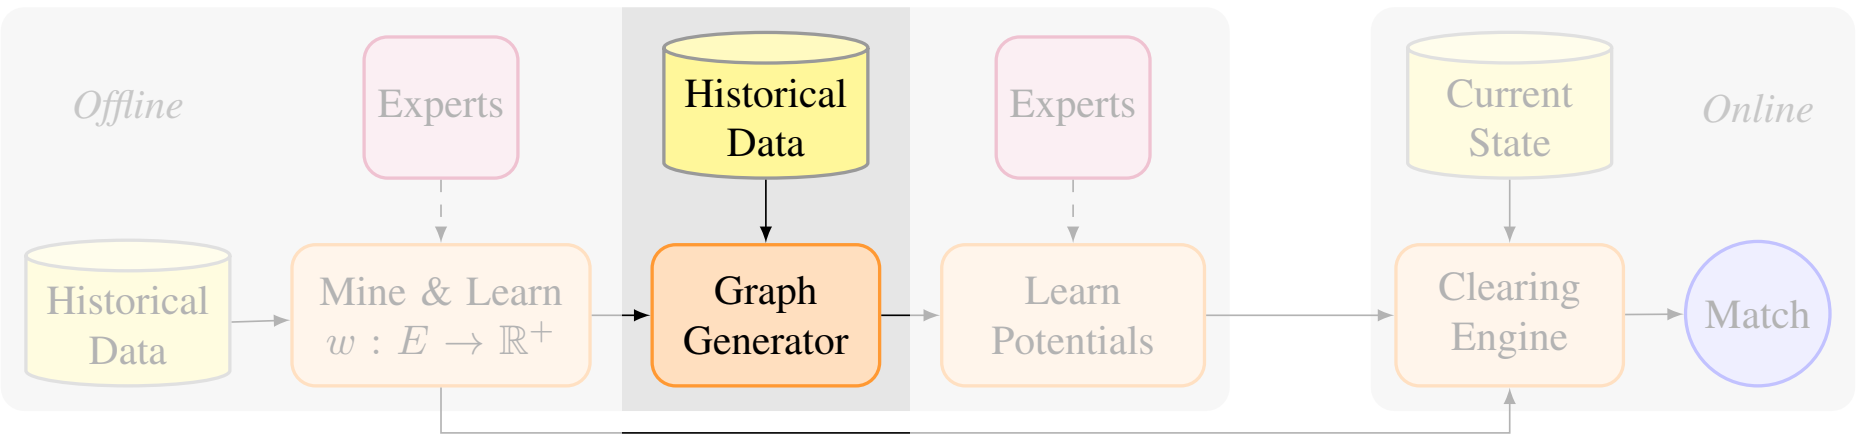 Offline
Experts
Historical
Data
Experts
Current
State
Online
Historical
Data
Mine & Learn
w : E → ℝ⁺
Graph
Generator
Learn
Potentials
Clearing
Engine
Match